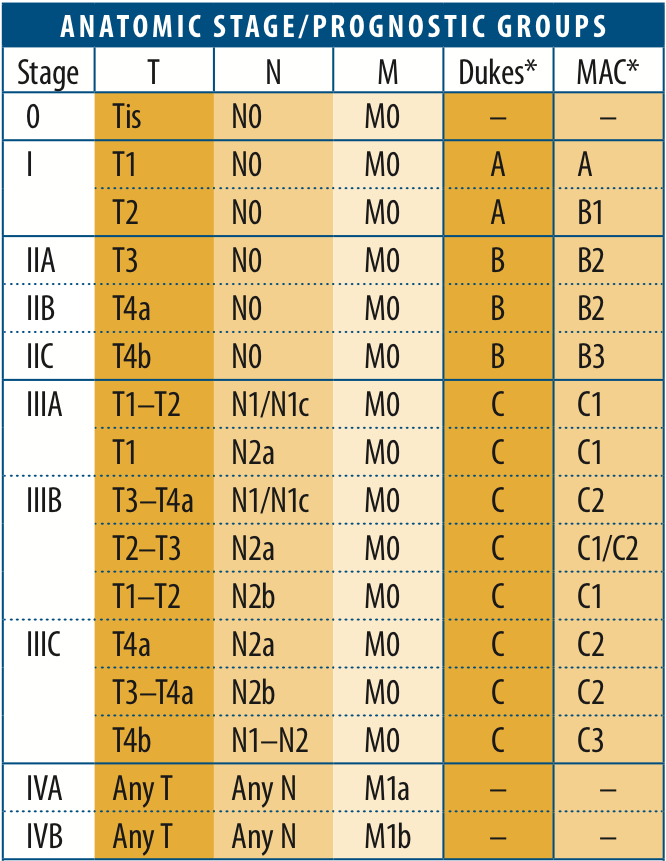 ANATOMIC STAGE/PROGNOSTIC GROUPS
Stage T N M Dukes* MAC*
0 Tis N0 M0 – –
I T1 N0 M0 A A
T2 N0 M0 A B1
IIA T3 N0 M0 B B2
IIB T4a N0 M0 B B2
IIC T4b N0 M0 B B3
IIIA T1–T2 N1/N1c M0 C C1
T1 N2a M0 C C1
IIIB T3–T4a N1/N1c M0 C C2
T2–T3 N2a M0 C C1/C2
T1–T2 N2b M0 C C1
IIIC T4a N2a M0 C C2
T3–T4a N2b M0 C C2
T4b N1–N2 M0 C C3
IVA Any T Any N M1a – –
IVB Any T Any N M1b – –